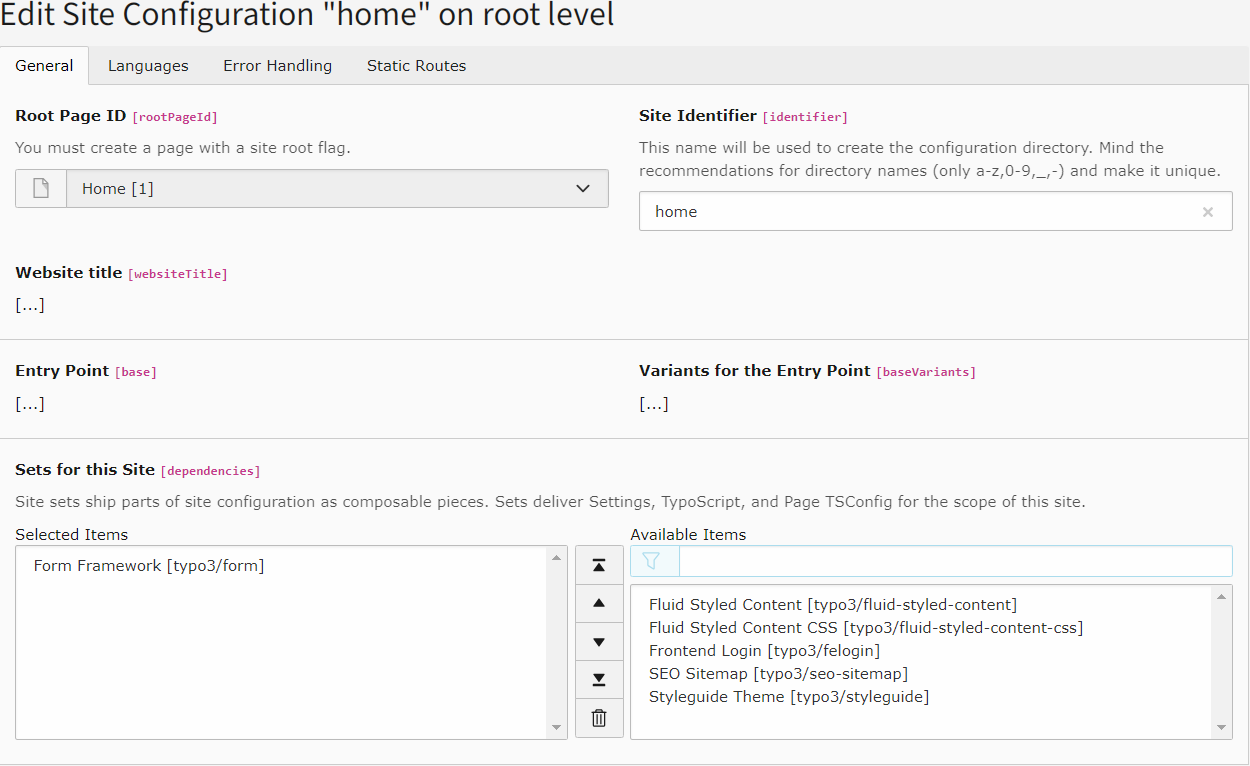 Edit Site Configuration "home" on root level
General Languages Error Handling Static Routes
Root Page ID [rootPageId]
You must create a page with a site root flag.
Home [1]
Site Identifier [identifier]
This name will be used to create the configuration directory. Mind the
recommendations for directory names (only a-z,0-9,_,-) and make it unique.
home
Website title [websiteTitle]
[...]
Entry Point [base]
[...]
Variants for the Entry Point [baseVariants]
[...]
Sets for this Site [dependencies]
Site sets ship parts of site configuration as composable pieces. Sets deliver Settings, TypoScript, and Page TSConfig for the scope of this site.
Selected Items
Form Framework [typo3/form]
Available Items
Fluid Styled Content [typo3/fluid-styled-content]
Fluid Styled Content CSS [typo3/fluid-styled-content-css]
Frontend Login [typo3/felogin]
SEO Sitemap [typo3/seo-sitemap]
Styleguide Theme [typo3/styleguide]